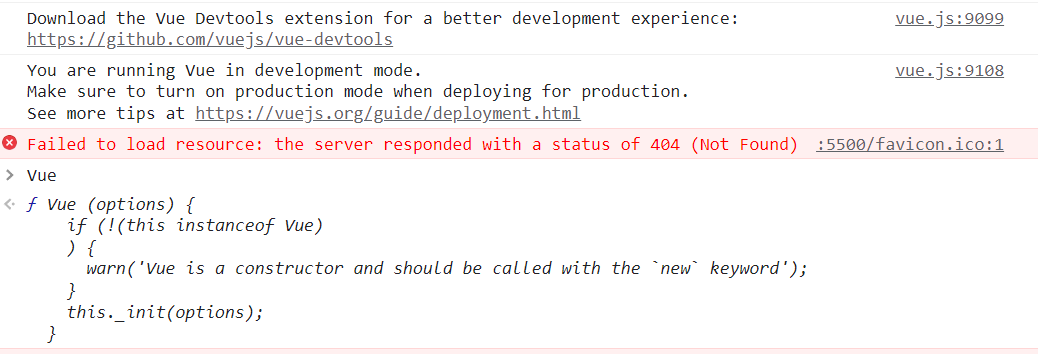 Download the Vue Devtools extension for a better development experience: vue.js:9099
https://github.com/vuejs/vue-devtools
You are running Vue in development mode. vue.js:9108
Make sure to turn on production mode when deploying for production.
See more tips at https://vuejs.org/guide/deployment.html
Failed to load resource: the server responded with a status of 404 (Not Found) :5500/favicon.ico:1
> Vue
ƒ Vue (options) {
if (!(this instanceof Vue)
) {
warn('Vue is a constructor and should be called with the `new` keyword');
}
this._init(options);
}